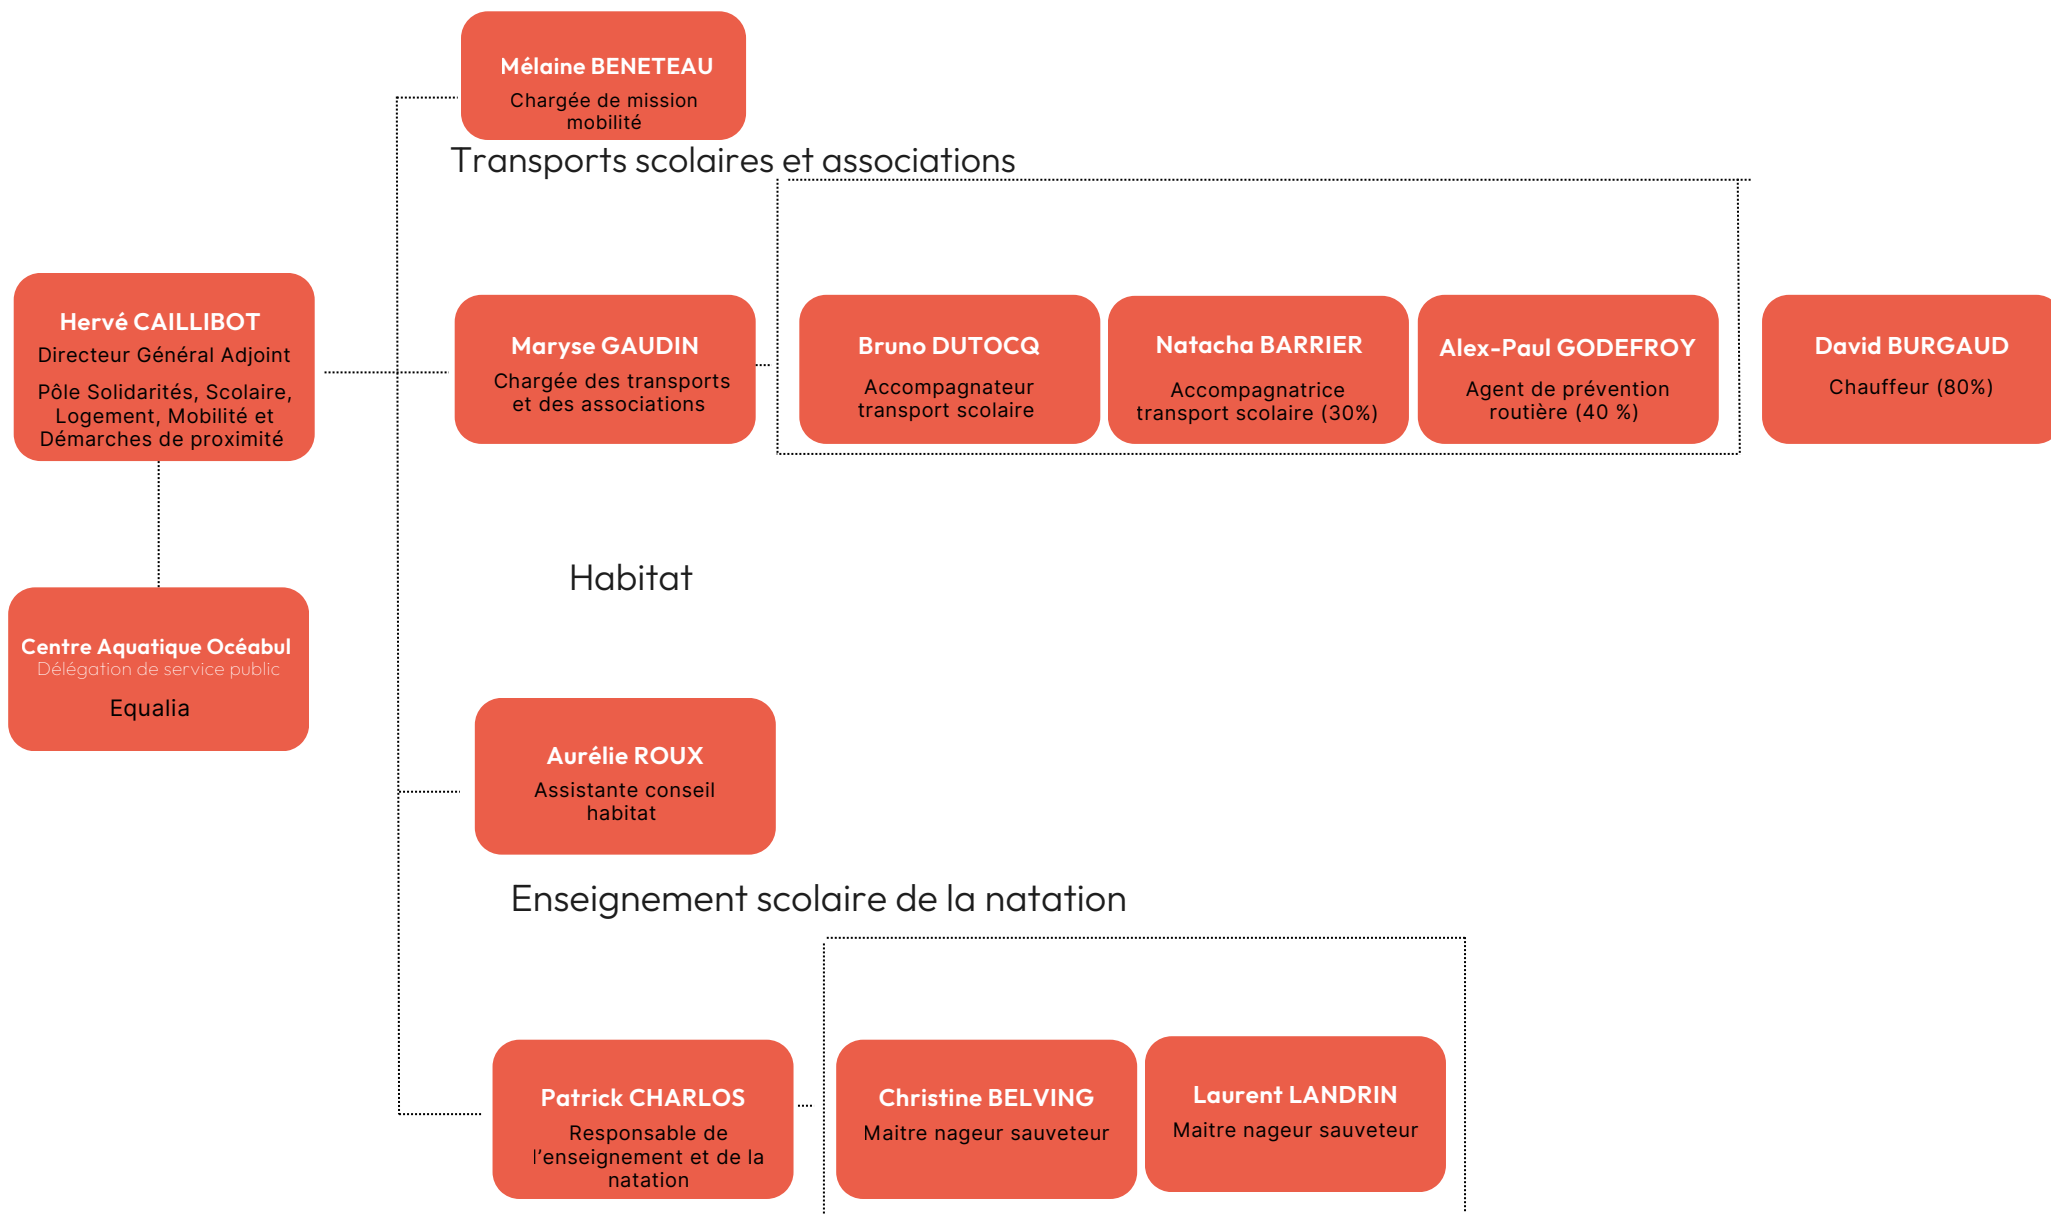 Mélaine BENETEAU
Chargée de mission
mobilité
Transports scolaires et associations
Hervé CAILLIBOT
Directeur Général Adjoint
Pôle Solidarités, Scolaire,
Logement, Mobilité et
Démarches de proximité
Maryse GAUDIN
Chargée des transports
et des associations
Bruno DUTOCQ
Accompagnateur
transport scolaire
Natacha BARRIER
Accompagnatrice
transport scolaire (30%)
Alex-Paul GODEFROY
Agent de prévention
routière (40 %)
David BURGAUD
Chauffeur (80%)
Habitat
Centre Aquatique Océabul
Délégation de service public
Equalia
Aurélie ROUX
Assistante conseil
habitat
Enseignement scolaire de la natation
Patrick CHARLOS
Responsable de
l'enseignement et de la
natation
Christine BELVING
Maitre nageur sauveteur
Laurent LANDRIN
Maitre nageur sauveteur